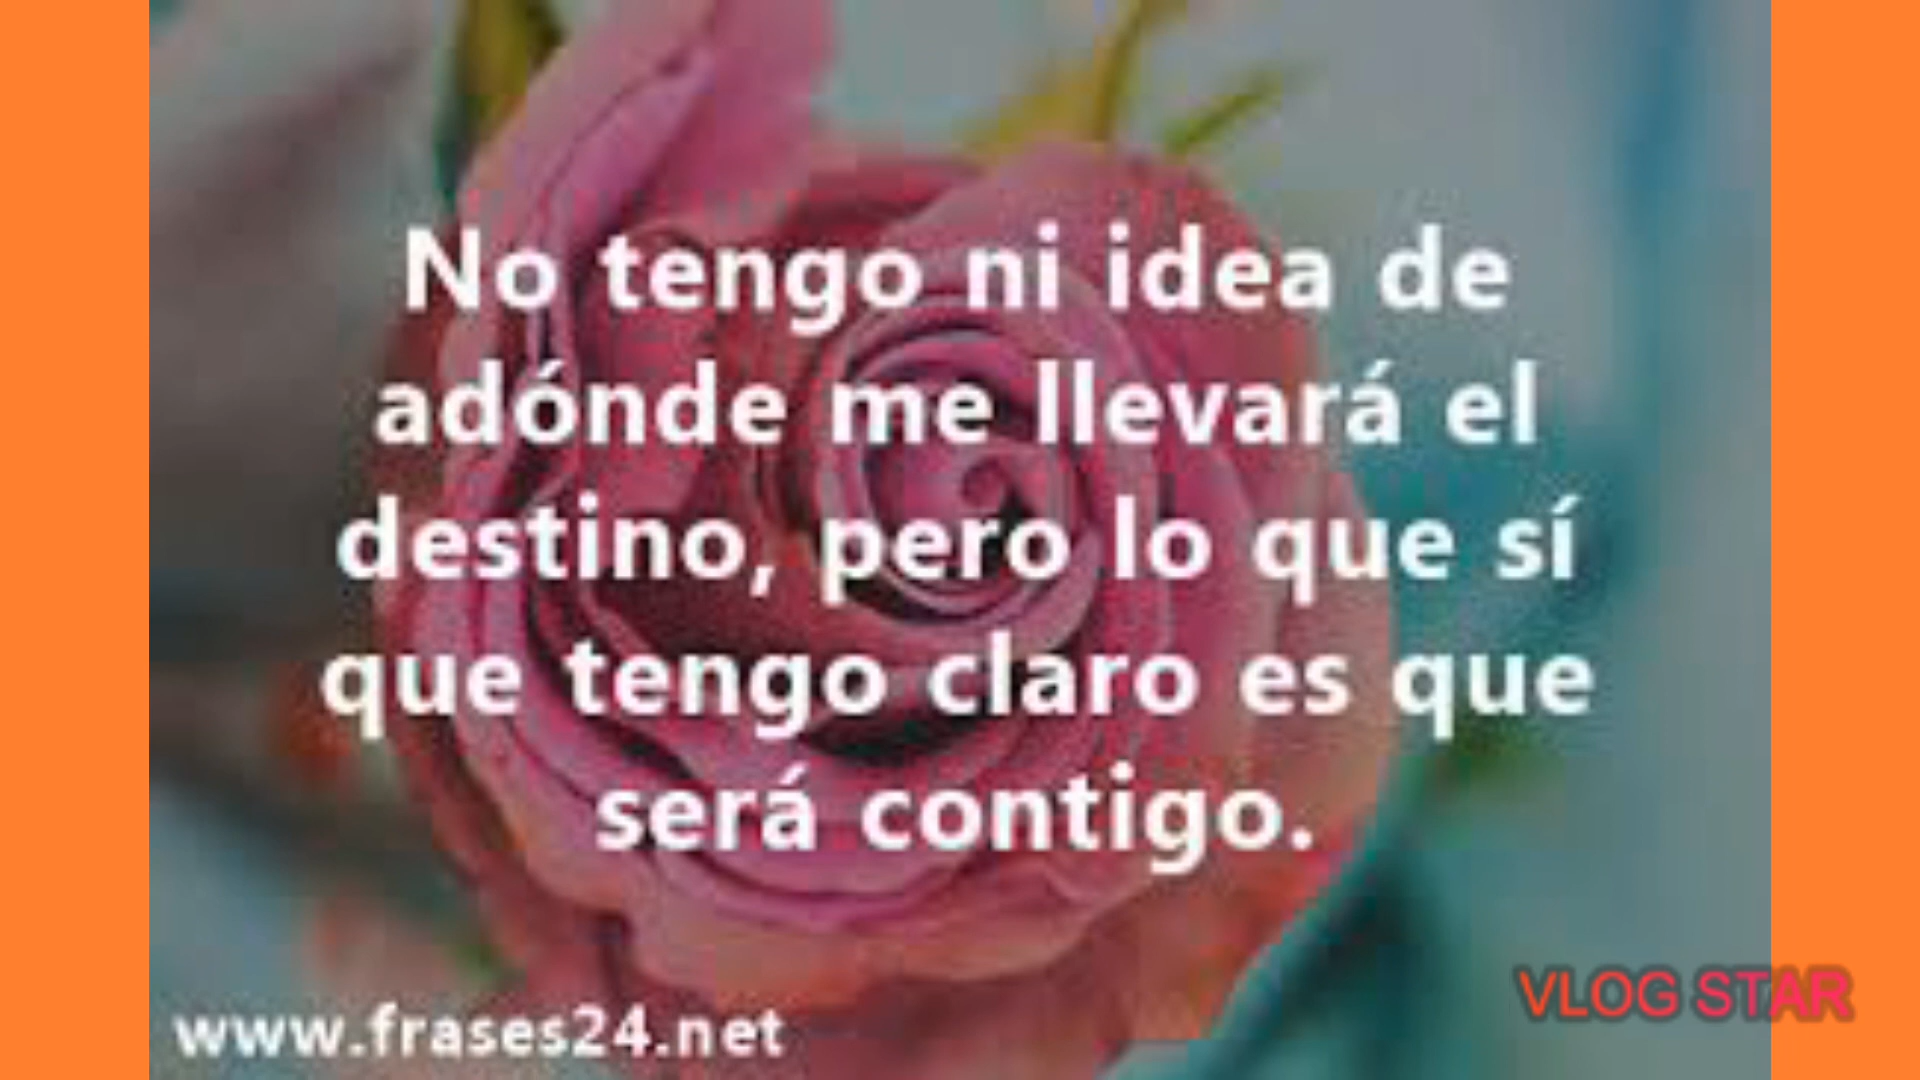 No tengo ni idea de
adónde me llevará el
destino, pero lo que sí
que tengo claro es que
será contigo.
www.frases24.net
VLOG STAR